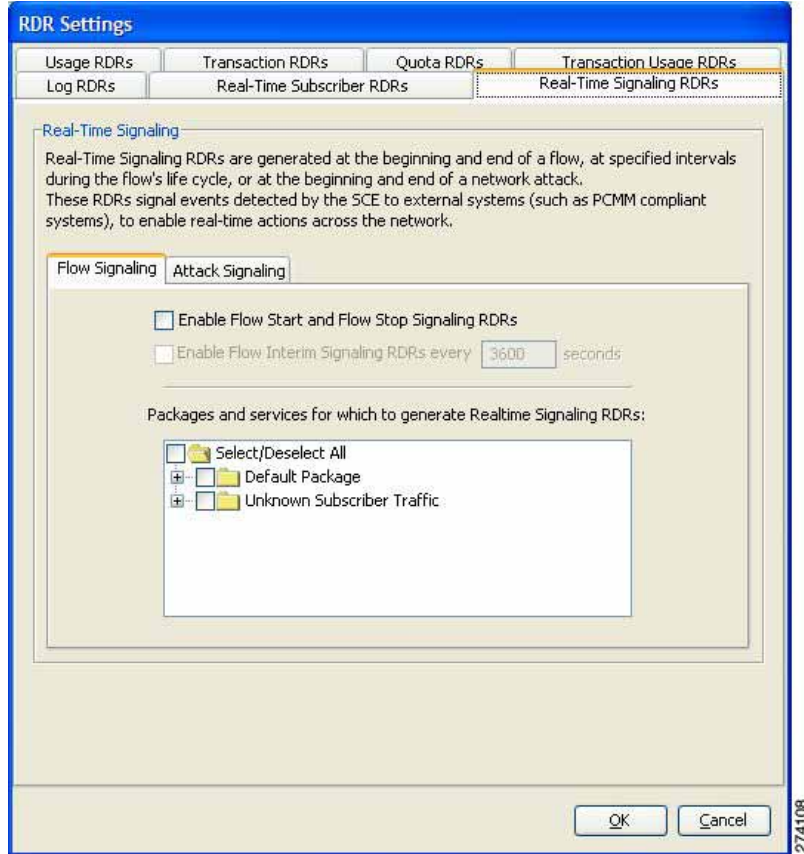 RDR Settings
Usage RDRs Transaction RDRs Quota RDRs Transaction Usage RDRs
Log RDRs Real-Time Subscriber RDRs Real-Time Signaling RDRs
Real-Time Signaling
Real-Time Signaling RDRs are generated at the beginning and end of a flow, at specified intervals
during the flow's life cycle, or at the beginning and end of a network attack.
These RDRs signal events detected by the SCE to external systems (such as PCMM compliant
systems), to enable real-time actions across the network.
Flow Signaling Attack Signaling
Enable Flow Start and Flow Stop Signaling RDRs
Enable Flow Interim Signaling RDRs every 3600 seconds
Packages and services for which to generate Realtime Signaling RDRs:
Select/Deselect All
Default Package
Unknown Subscriber Traffic
OK Cancel
274108